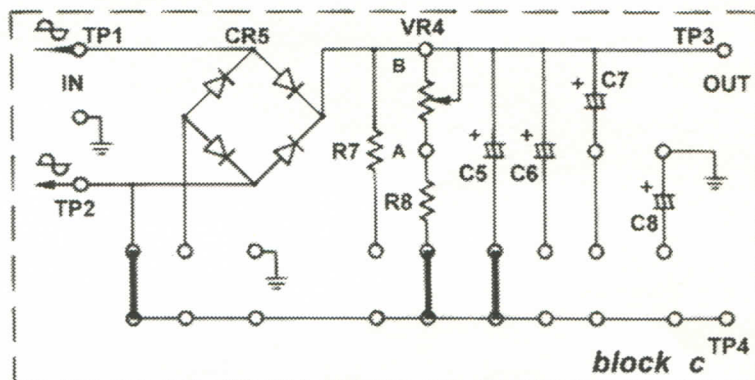 TP1 CR5 VR4 TP3
B C7
IN + OUT
R7 A + + +
C5 C6
TP2 R8 C8
TP4
block c